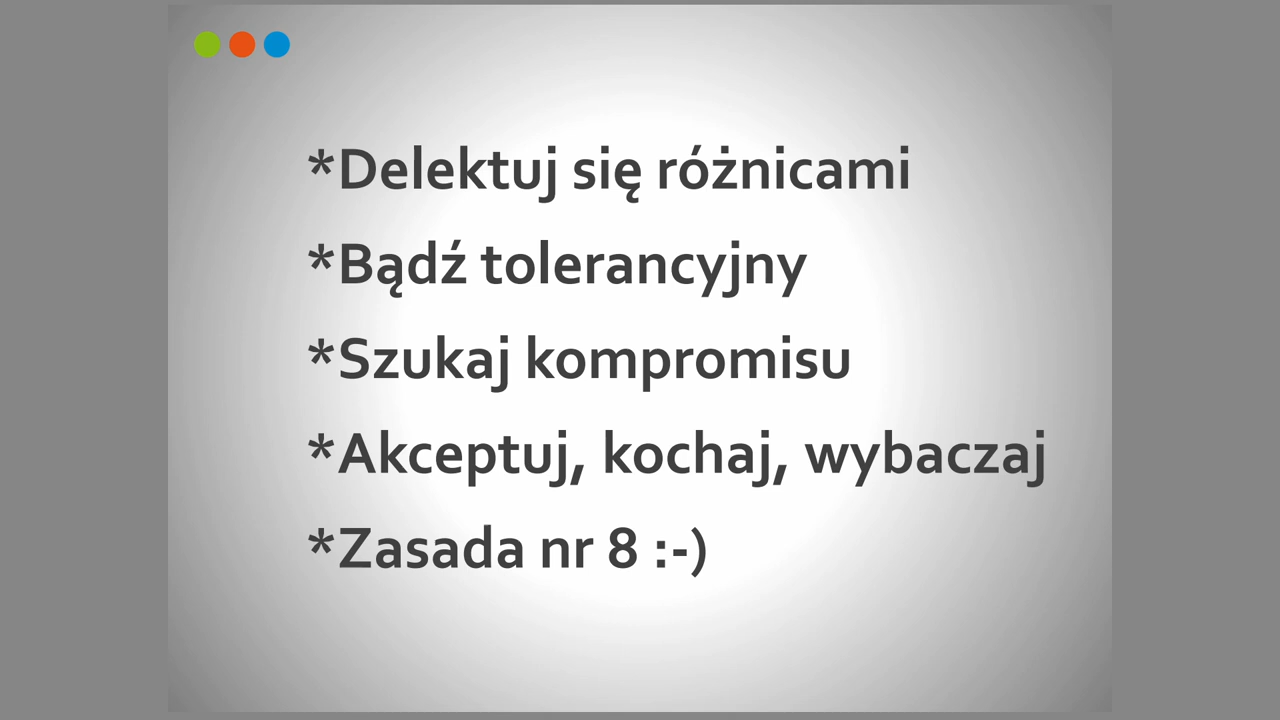 *Delektuj się różnicami
*Bądź tolerancyjny
*Szukaj kompromisu
*Akceptuj, kochaj, wybaczaj
*Zasada nr 8 :-)